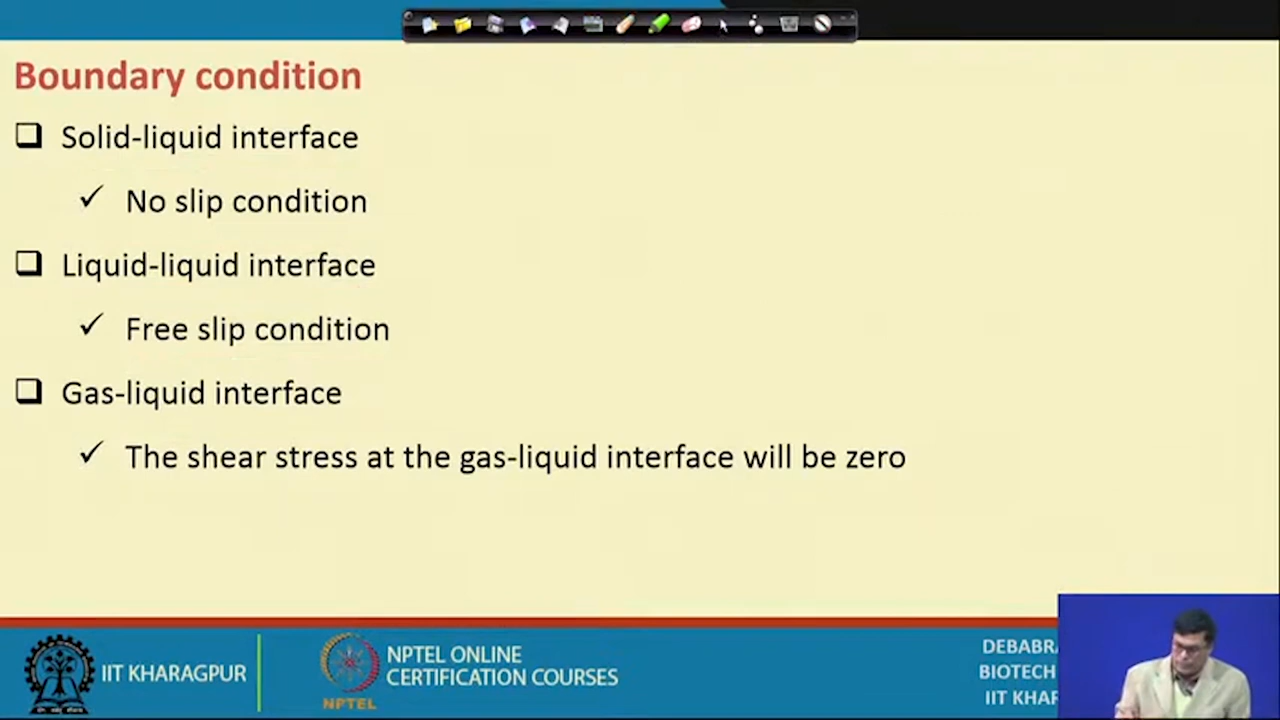 Boundary condition
Solid-liquid interface
No slip condition
Liquid-liquid interface
Free slip condition
Gas-liquid interface
The shear stress at the gas-liquid interface will be zero
IIT KHARAGPUR
NPTEL
NPTEL ONLINE
CERTIFICATION COURSES
DEBABRA
BIOTECH
IIT KHAR